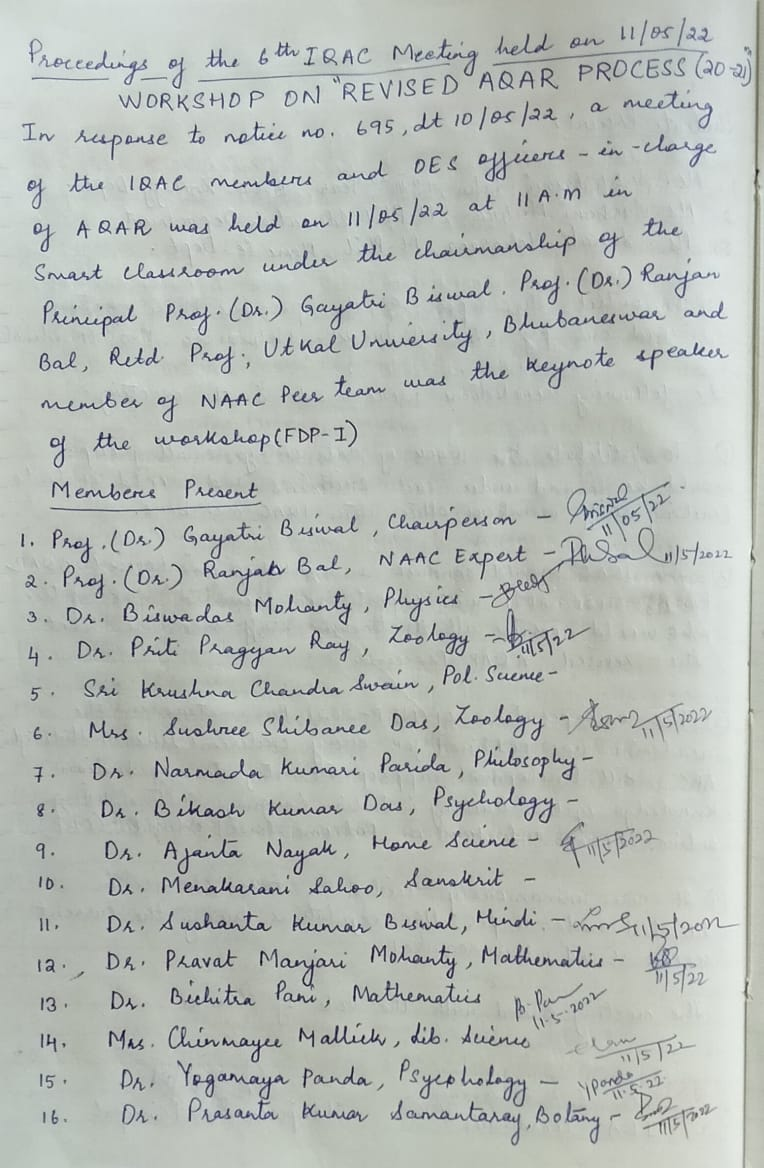 Proceedings of the 6th IQAC Meeting held on 11/05/22
WORKSHOP ON "REVISED AQAR PROCESS (20-21)"
In response to notice no. 695, dt 10/05/22, a meeting
of the IQAC members and OES officers-in-charge
of AQAR was held on 11/05/22 at 11 A.M in
Smart classroom under the chairmanship of the
Principal Prof. (Dr.) Gayatri Biswal. Prof. (Dr.) Ranjan
Bal, Retd. Prof., Utkal University, Bhubaneswar and
member of NAAC Peer team was the keynote speaker
of the workshop (FDP-I)
Members Present
1. Prof. (Dr.) Gayatri Biswal, Chairperson - 11/05/22
2. Prof. (Dr.) Ranjan Bal, NAAC Expert - 11/5/2022
3. Dr. Biswadas Mohanty, Physics -
4. Dr. Priti Pragyan Ray, Zoology - 11/5/22
5. Sri Krushna Chandra Swain, Pol. Science -
6. Mrs. Sushree Shibanee Das, Zoology - 11/5/2022
7. Dr. Narmada Kumari Parida, Philosophy -
8. Dr. Bikash Kumar Das, Psychology -
9. Dr. Ajanta Nayak, Home Science - 11/5/2022
10. Dr. Menakarani Sahoo, Sanskrit -
11. Dr. Sushanta Kumar Biswal, Hindi - 11/5/2022
12. Dr. Pravat Manjari Mohanty, Mathematics - 11/5/22
13. Dr. Bichitra Pani, Mathematics B. Pani 11-5-2022
14. Mrs. Chinmayee Mallick, Lib. Science 11/5/22
15. Dr. Yogamaya Panda, Psycphology - YPanda 11.5.22
16. Dr. Prasanta Kumar Samantaray, Botany - 11/5/2022